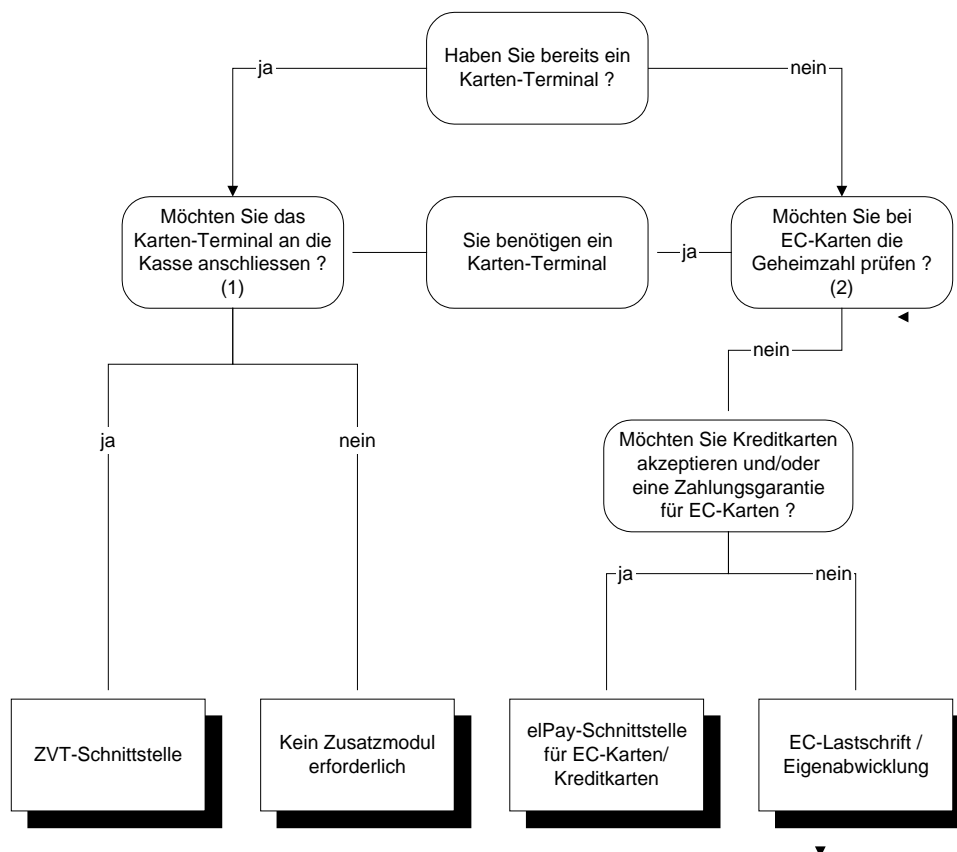 Haben Sie bereits ein
Karten-Terminal ?
ja
nein
Möchten Sie das
Karten-Terminal an die
Kasse anschliessen ?
(1)
Sie benötigen ein
Karten-Terminal
ja
Möchten Sie bei
EC-Karten die
Geheimzahl prüfen ?
(2)
nein
ja
nein
Möchten Sie Kreditkarten
akzeptieren und/oder
eine Zahlungsgarantie
für EC-Karten ?
ja
nein
ZVT-Schnittstelle
Kein Zusatzmodul
erforderlich
elPay-Schnittstelle
für EC-Karten/
Kreditkarten
EC-Lastschrift /
Eigenabwicklung